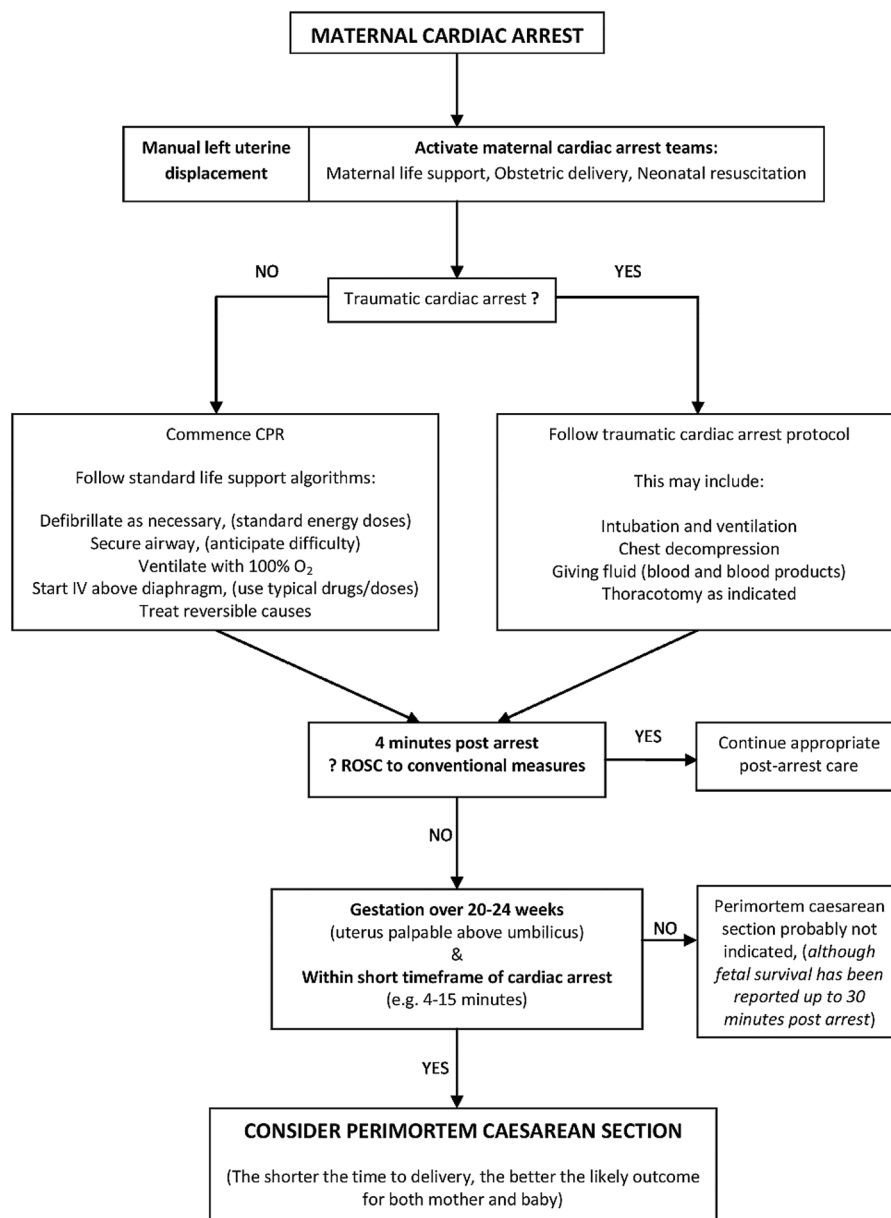 MATERNAL CARDIAC ARREST
Manual left uterine
displacement
Activate maternal cardiac arrest teams:
Maternal life support, Obstetric delivery, Neonatal resuscitation
NO
YES
Traumatic cardiac arrest ?
Commence CPR
Follow standard life support algorithms:
Defibrillate as necessary, (standard energy doses)
Secure airway, (anticipate difficulty)
Ventilate with 100% O₂
Start IV above diaphragm, (use typical drugs/doses)
Treat reversible causes
Follow traumatic cardiac arrest protocol
This may include:
Intubation and ventilation
Chest decompression
Giving fluid (blood and blood products)
Thoracotomy as indicated
4 minutes post arrest
? ROSC to conventional measures
YES
Continue appropriate
post-arrest care
NO
Gestation over 20-24 weeks
(uterus palpable above umbilicus)
&
Within short timeframe of cardiac arrest
(e.g. 4-15 minutes)
NO
Perimortem caesarean
section probably not
indicated, (although
fetal survival has been
reported up to 30
minutes post arrest)
YES
CONSIDER PERIMORTEM CAESAREAN SECTION
(The shorter the time to delivery, the better the likely outcome
for both mother and baby)